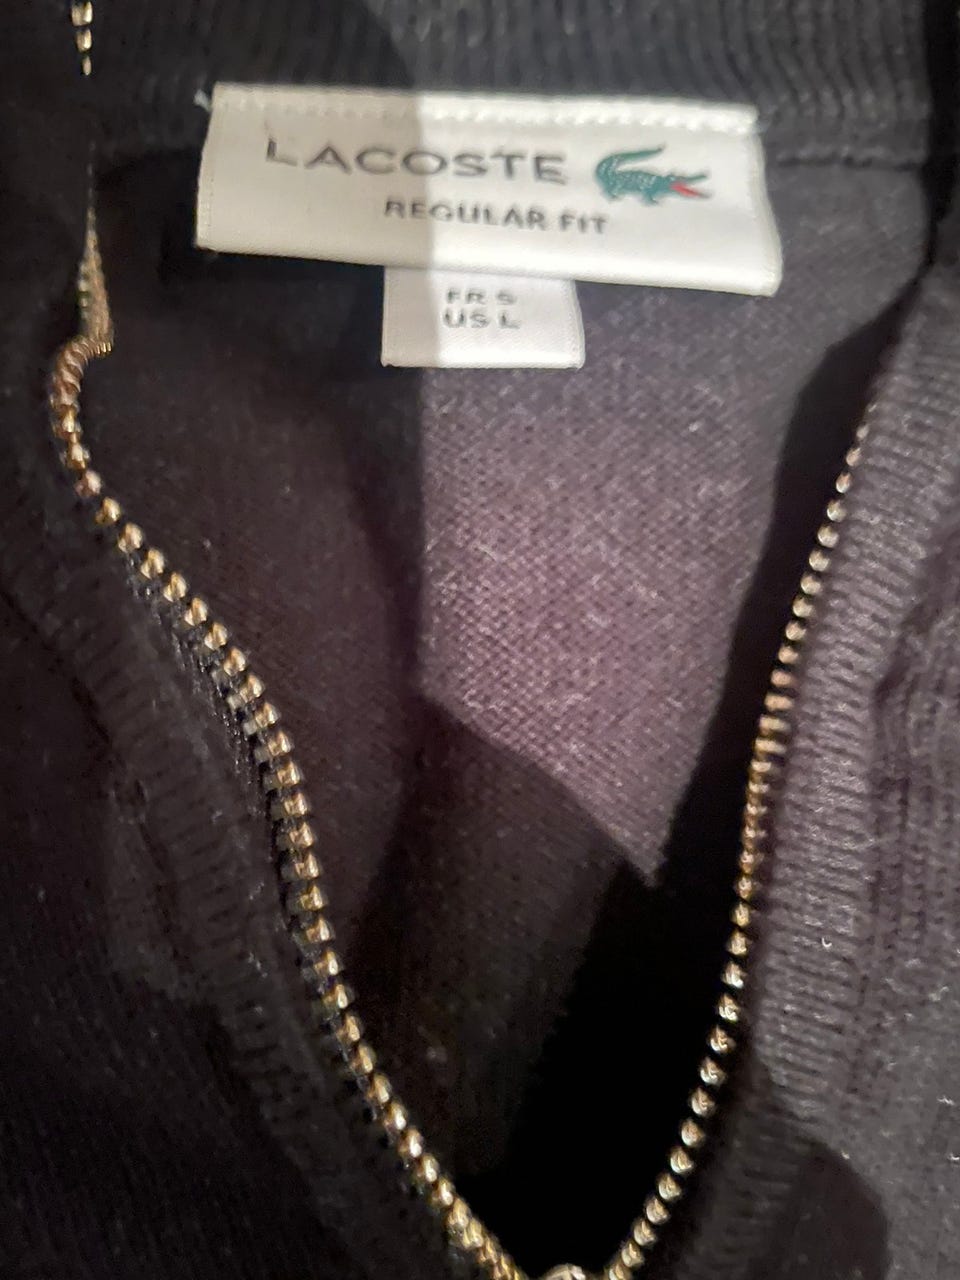 LACOSTE
REGULAR FIT
FR 5
US L